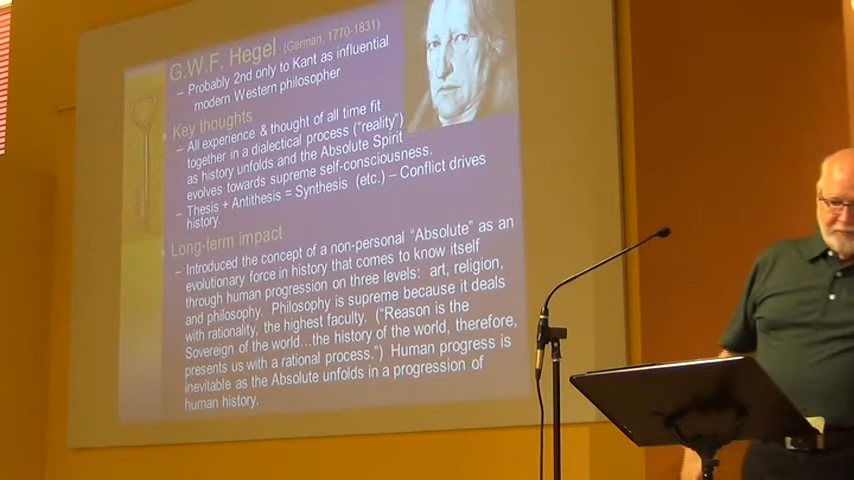 G.W.F. Hegel (German, 1770-1831)
– Probably 2nd only to Kant as influential
modern Western philosopher
Key thoughts
– All experience & thought of all time fit
together in a dialectical process ("reality")
as history unfolds and the Absolute Spirit
evolves towards supreme self-consciousness.
– Thesis + Antithesis = Synthesis (etc.) – Conflict drives
history.
Long-term impact
– Introduced the concept of a non-personal "Absolute" as an
evolutionary force in history that comes to know itself
through human progression on three levels: art, religion,
and philosophy. Philosophy is supreme because it deals
with rationality, the highest faculty. ("Reason is the
Sovereign of the world...the history of the world, therefore,
presents us with a rational process.") Human progress is
inevitable as the Absolute unfolds in a progression of
human history.